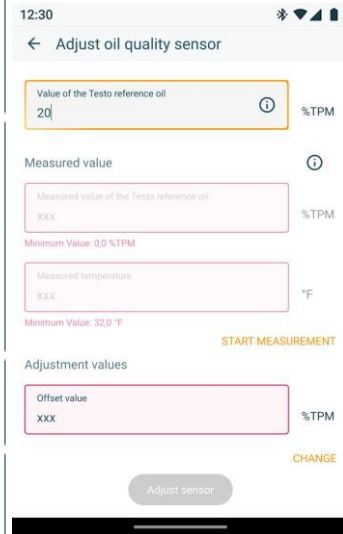 12:30
Adjust oil quality sensor
Value of the Testo reference oil
20
%TPM
Measured value
Measured value of the Testo reference oil
xxx
%TPM
Minimum Value: 0,0 %TPM
Measured temperature
xxx
°F
Minimum Value: 32,0 °F
START MEASUREMENT
Adjustment values
Offset value
xxx
%TPM
CHANGE
Adjust sensor